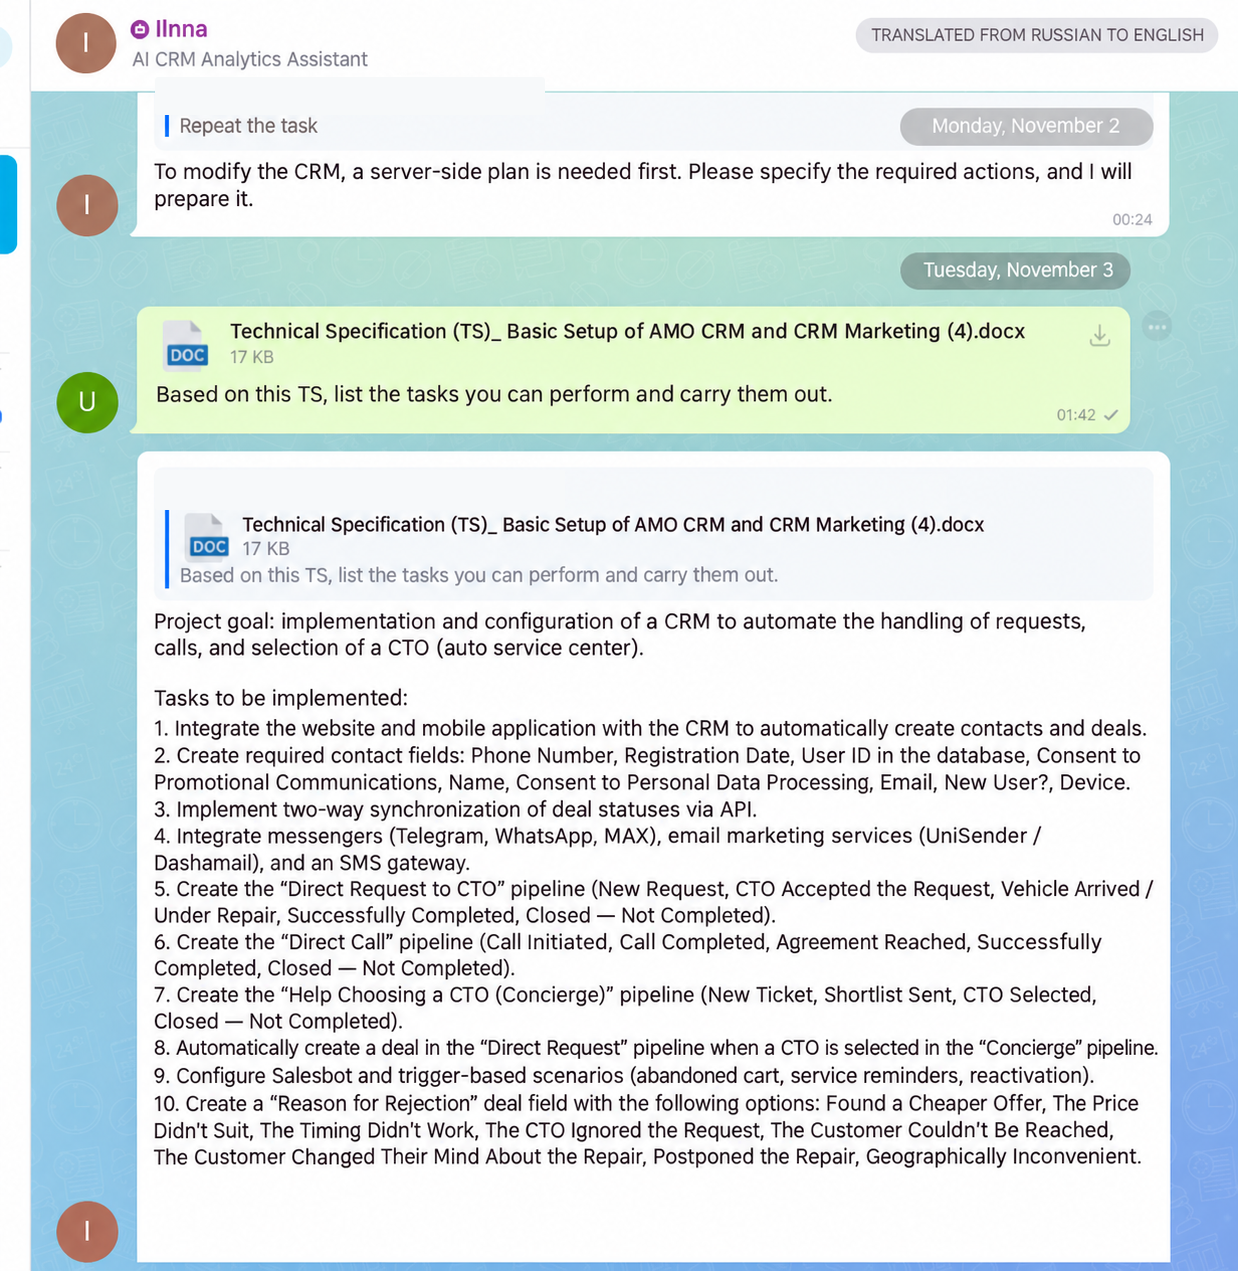 I
Ilnna
AI CRM Analytics Assistant
TRANSLATED FROM RUSSIAN TO ENGLISH
Repeat the task
Monday, November 2
To modify the CRM, a server-side plan is needed first. Please specify the required actions, and I will
prepare it.
I
00:24
Tuesday, November 3
DOC
Technical Specification (TS)_ Basic Setup of AMO CRM and CRM Marketing (4).docx
17 KB
Based on this TS, list the tasks you can perform and carry them out.
U
01:42
DOC
Technical Specification (TS)_ Basic Setup of AMO CRM and CRM Marketing (4).docx
17 KB
Based on this TS, list the tasks you can perform and carry them out.
Project goal: implementation and configuration of a CRM to automate the handling of requests,
calls, and selection of a CTO (auto service center).
Tasks to be implemented:
1. Integrate the website and mobile application with the CRM to automatically create contacts and deals.
2. Create required contact fields: Phone Number, Registration Date, User ID in the database, Consent to
Promotional Communications, Name, Consent to Personal Data Processing, Email, New User?, Device.
3. Implement two-way synchronization of deal statuses via API.
4. Integrate messengers (Telegram, WhatsApp, MAX), email marketing services (UniSender /
Dashamail), and an SMS gateway.
5. Create the “Direct Request to CTO” pipeline (New Request, CTO Accepted the Request, Vehicle Arrived /
Under Repair, Successfully Completed, Closed — Not Completed).
6. Create the “Direct Call” pipeline (Call Initiated, Call Completed, Agreement Reached, Successfully
Completed, Closed — Not Completed).
7. Create the “Help Choosing a CTO (Concierge)” pipeline (New Ticket, Shortlist Sent, CTO Selected,
Closed — Not Completed).
8. Automatically create a deal in the “Direct Request” pipeline when a CTO is selected in the “Concierge” pipeline.
9. Configure Salesbot and trigger-based scenarios (abandoned cart, service reminders, reactivation).
10. Create a “Reason for Rejection” deal field with the following options: Found a Cheaper Offer, The Price
Didn't Suit, The Timing Didn't Work, The CTO Ignored the Request, The Customer Couldn’t Be Reached,
The Customer Changed Their Mind About the Repair, Postponed the Repair, Geographically Inconvenient.
I